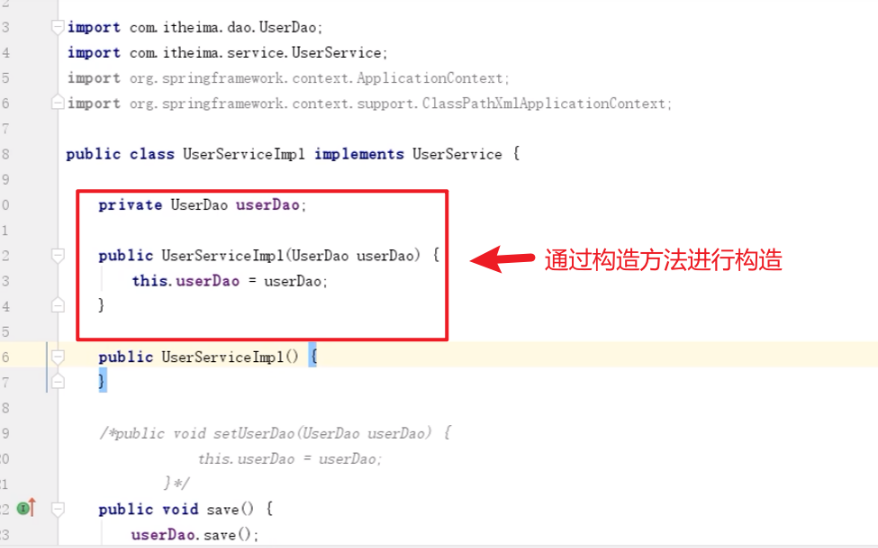 3 import com.itheima.dao.UserDao;
4 import com.itheima.service.UserService;
5 import org.springframework.context.ApplicationContext;
6 import org.springframework.context.support.ClassPathXmlApplicationContext;
7
8 public class UserServiceImpl implements UserService {
9
0 private UserDao userDao;
1
2 public UserServiceImpl(UserDao userDao) {
通过构造方法进行构造
3 this.userDao = userDao;
4 }
5
6 public UserServiceImpl() {
7 }
8
9 /*public void setUserDao(UserDao userDao) {
20 this.userDao = userDao;
21 }*/
22 public void save() {
23 userDao.save();